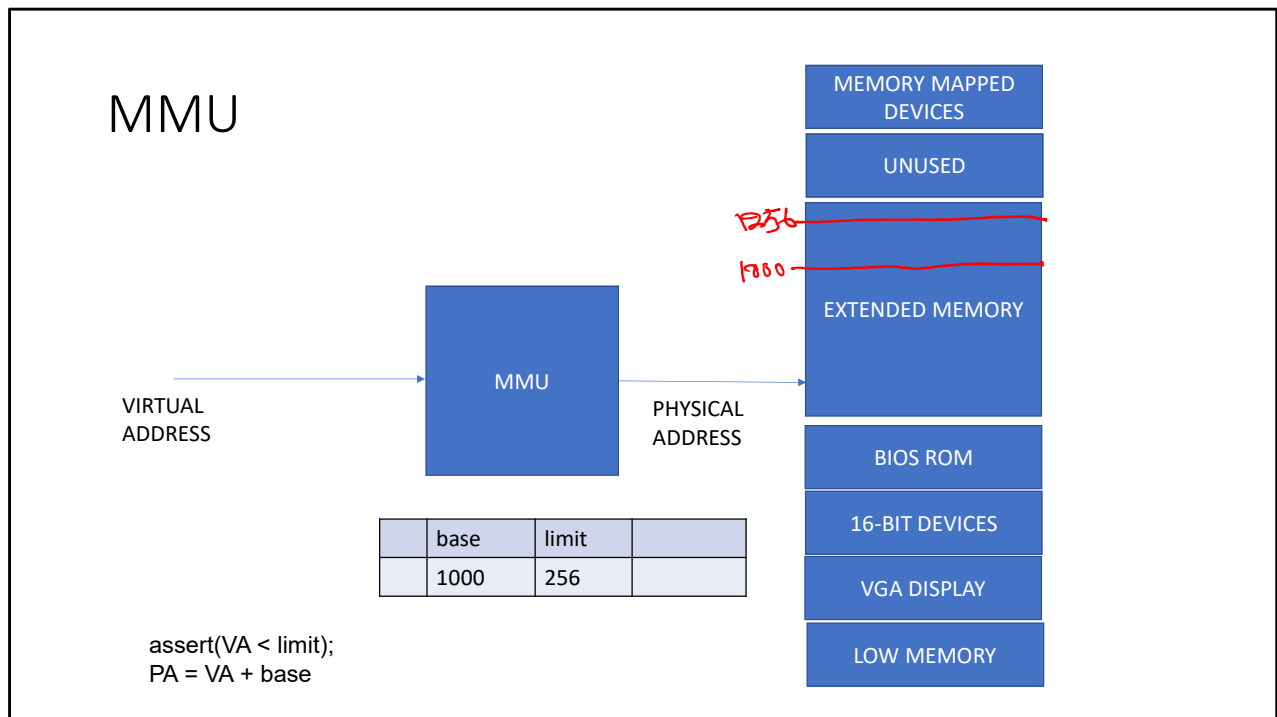 MMU
MEMORY MAPPED
DEVICES
UNUSED
1256
1000
EXTENDED MEMORY
MMU
VIRTUAL
ADDRESS
PHYSICAL
ADDRESS
BIOS ROM
16-BIT DEVICES
VGA DISPLAY
LOW MEMORY
base limit
1000 256
assert(VA < limit);
PA = VA + base